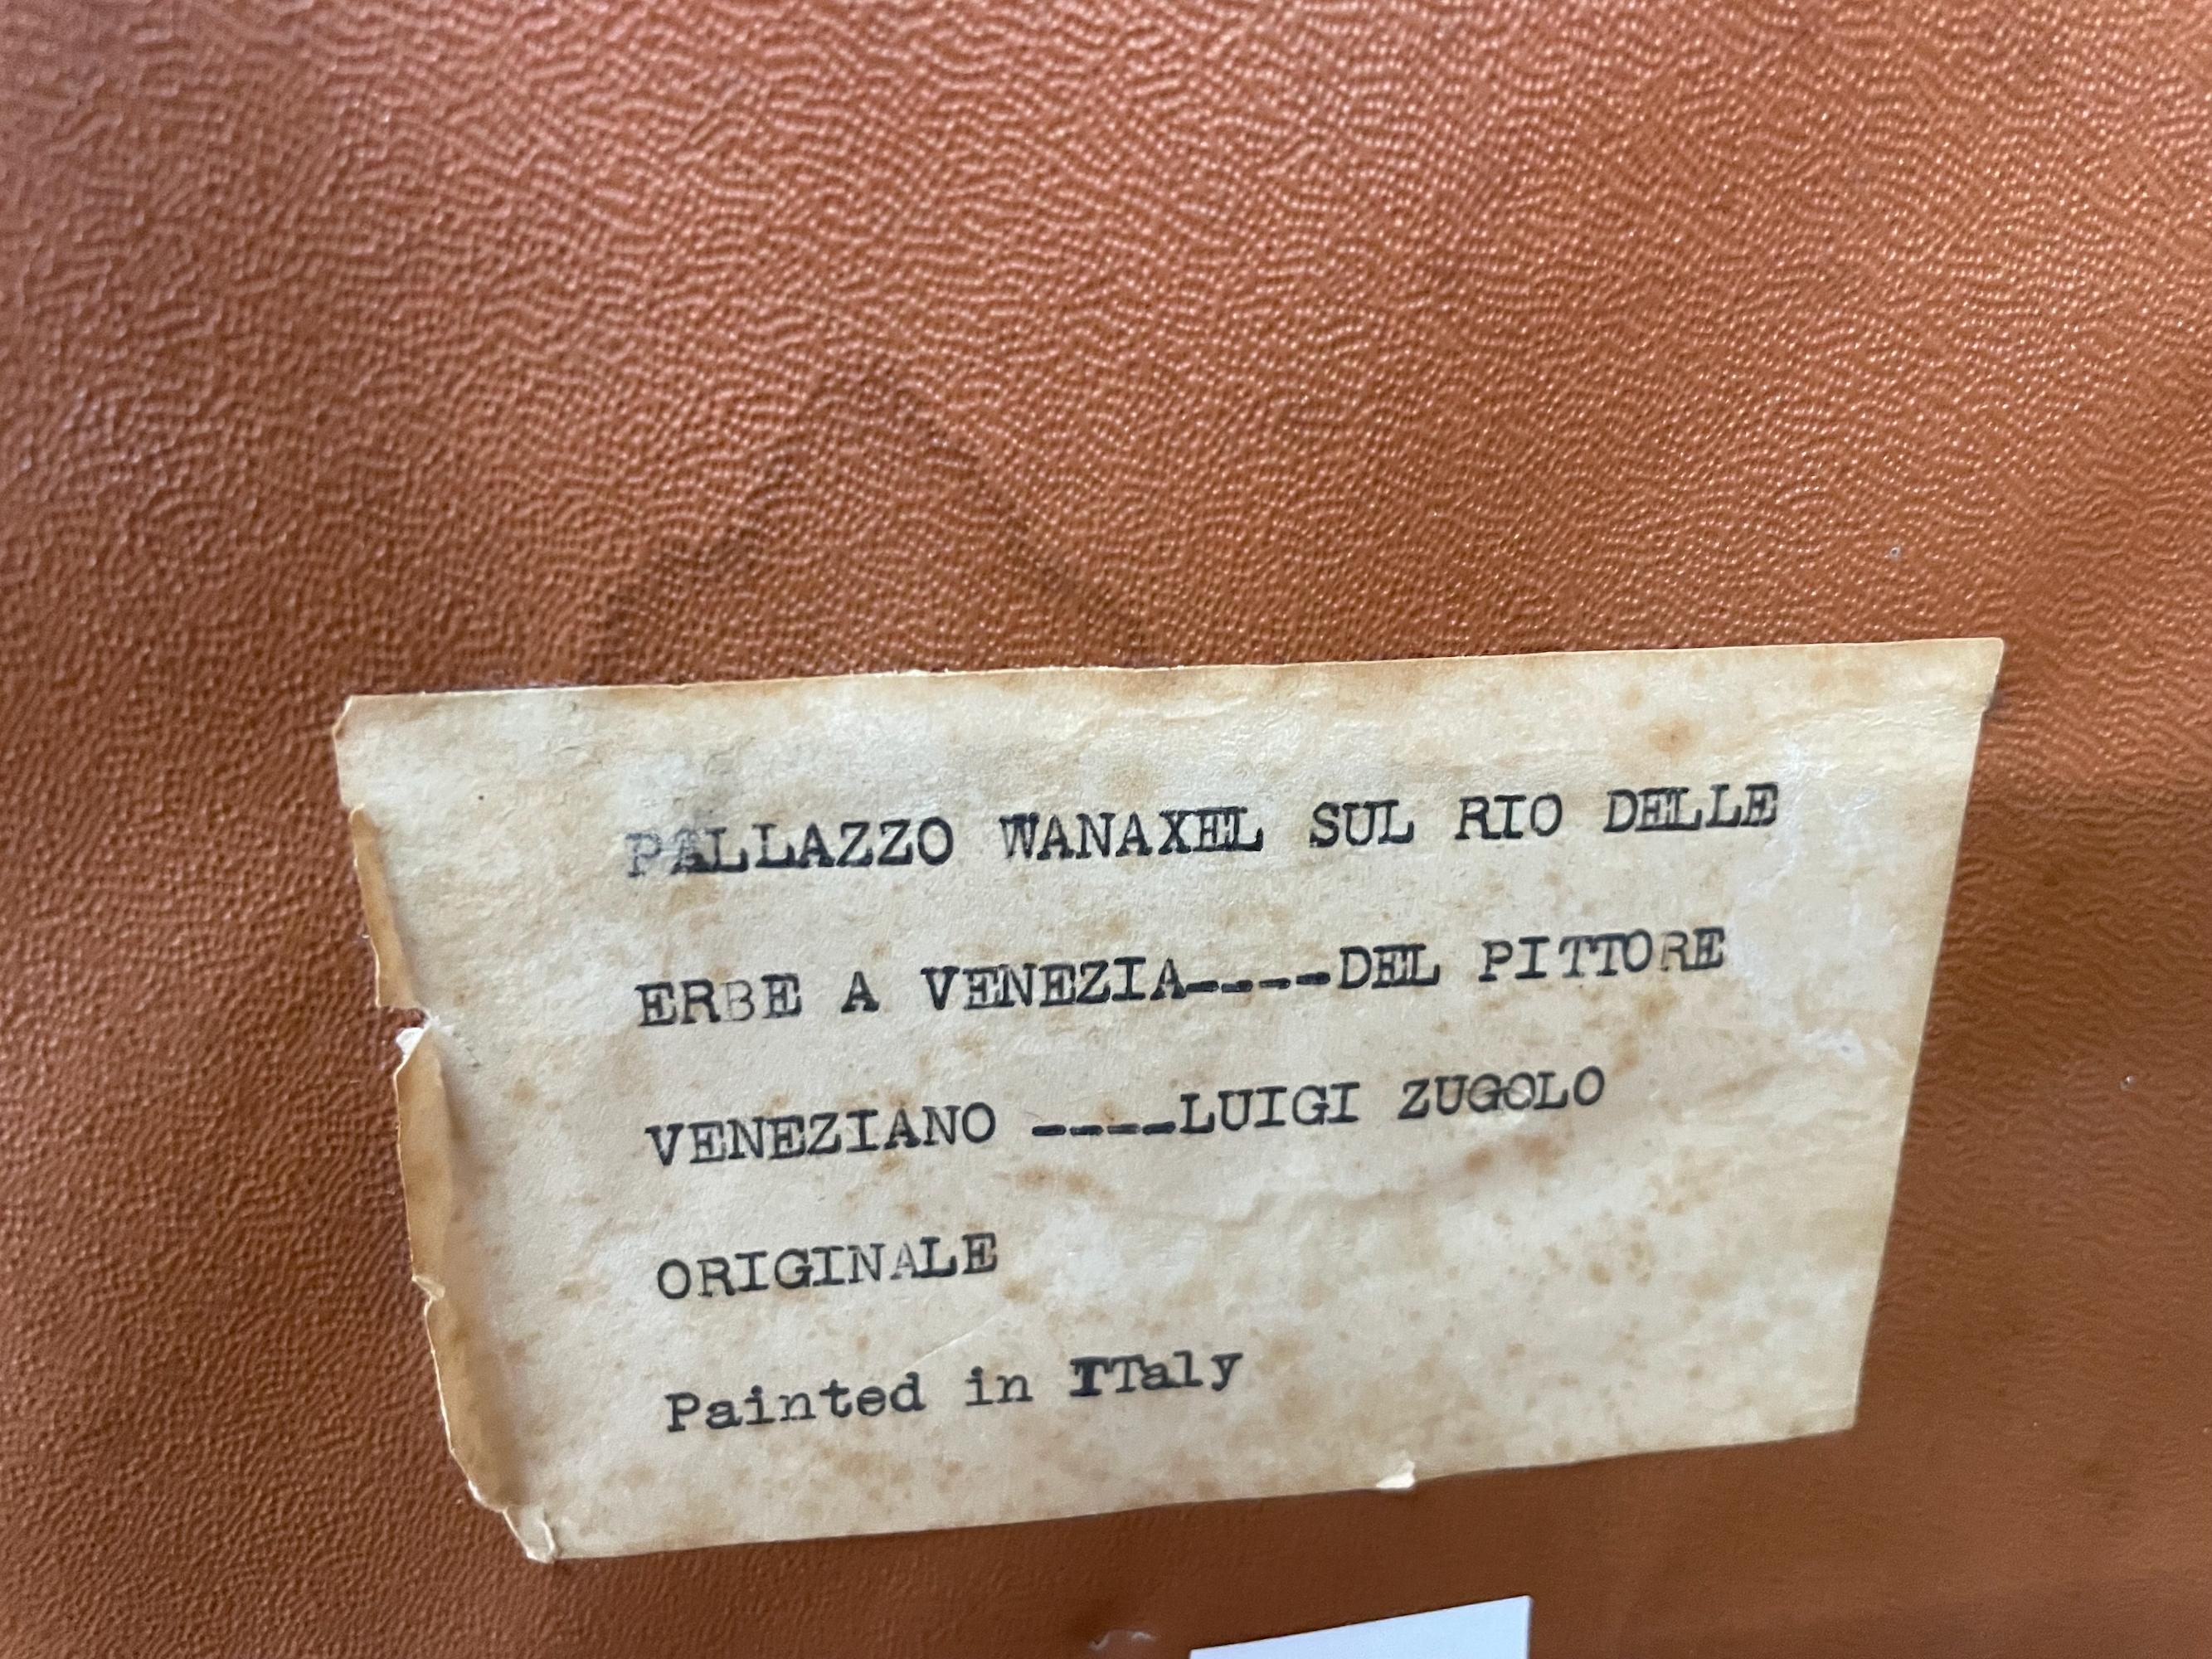 PALLAZZO WANAXEL SUL RIO DELLE
ERBE A VENEZIA----DEL PITTORE
VENEZIANO ----LUIGI ZUGOLO
ORIGINALE
Painted in ITaly